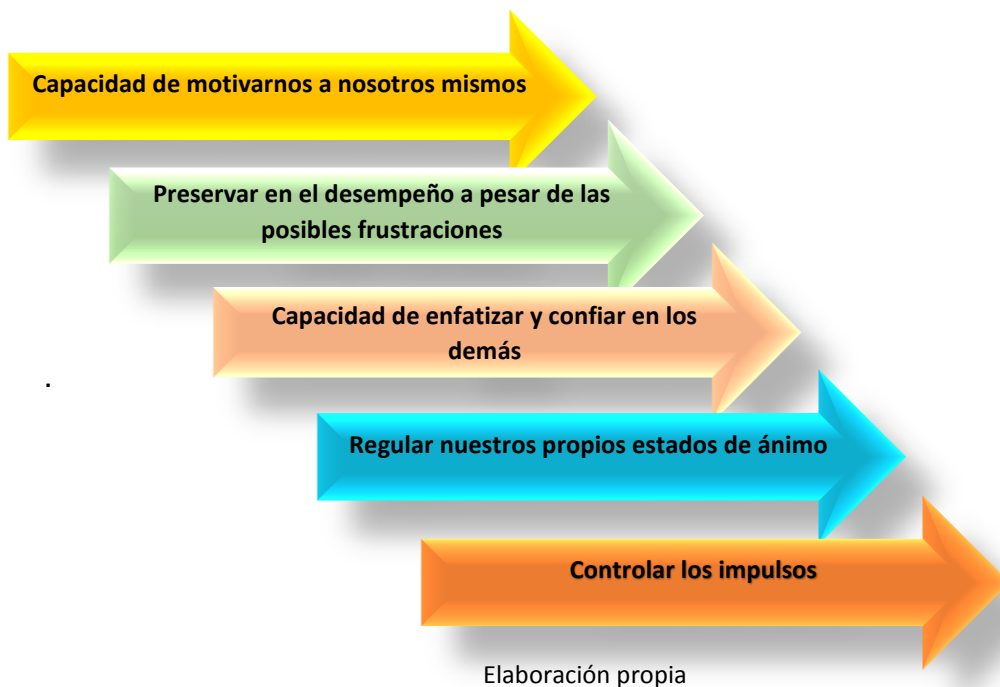 Capacidad de motivarnos a nosotros mismos
Preservar en el desempeño a pesar de las
posibles frustraciones
Capacidad de enfatizar y confiar en los
demás
.
Regular nuestros propios estados de ánimo
Controlar los impulsos
Elaboración propia